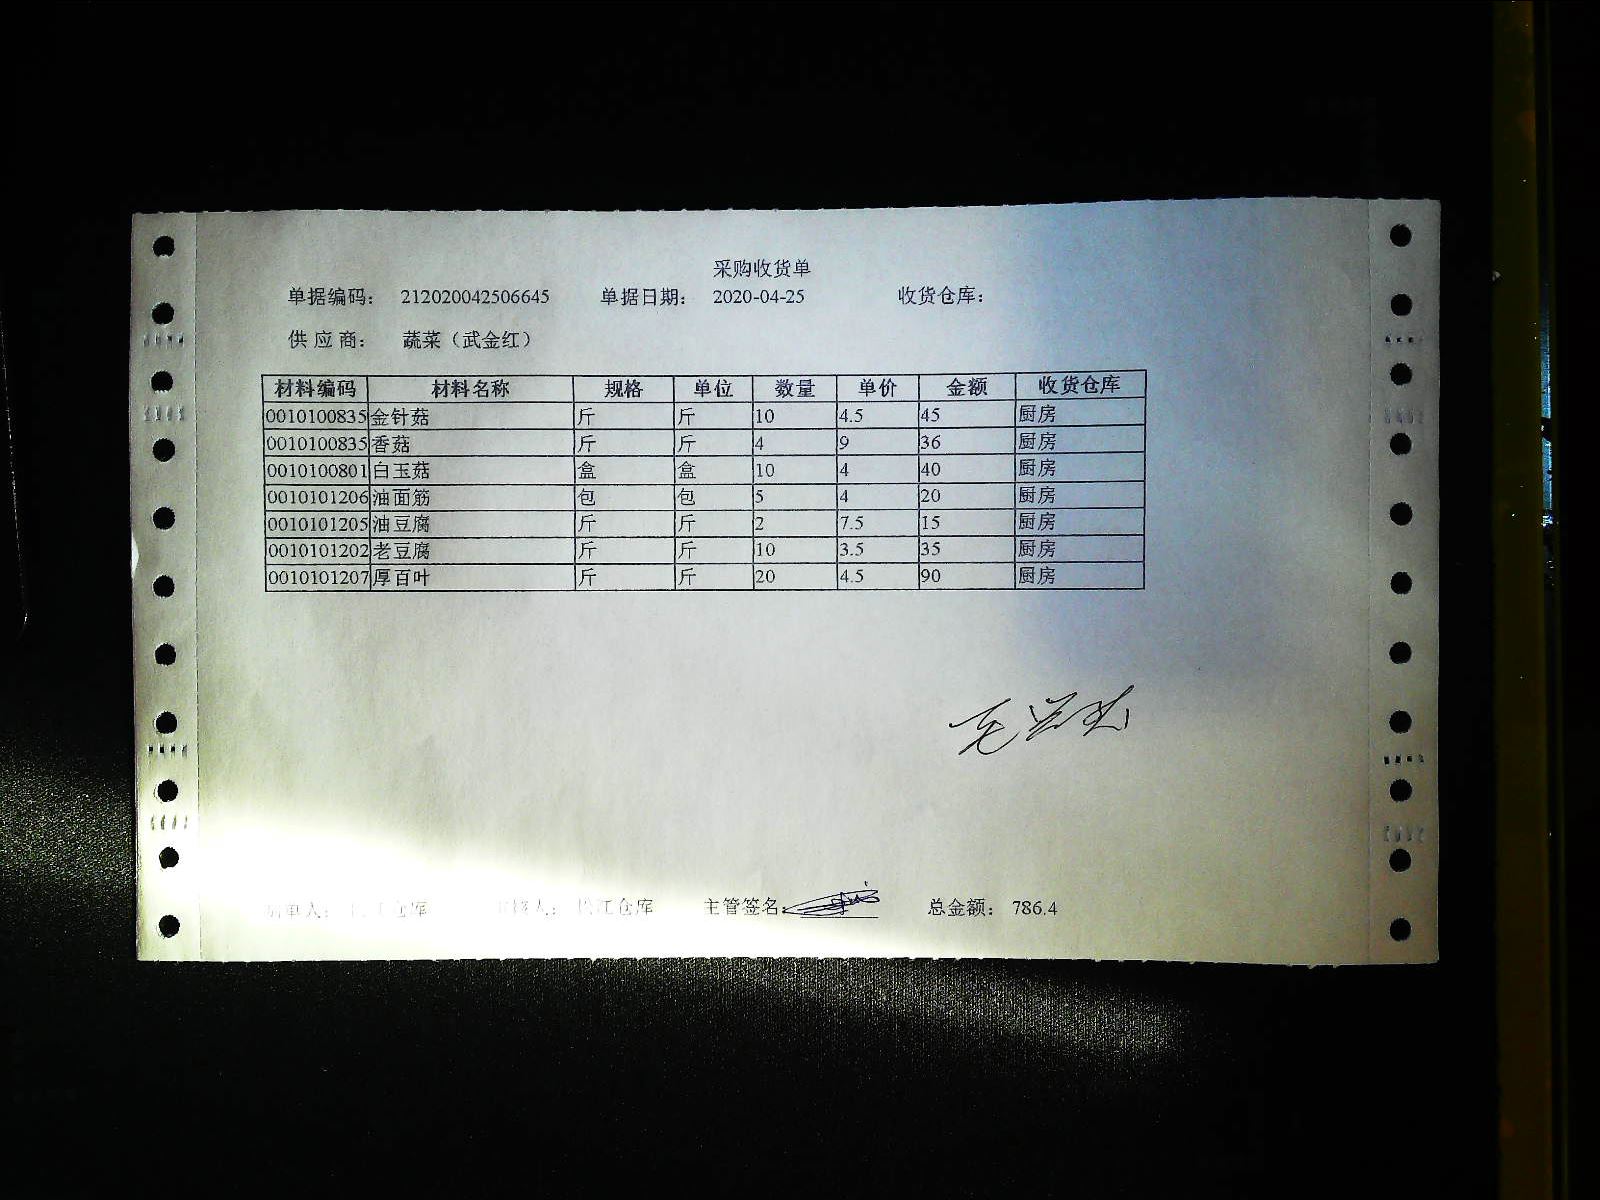 采购收货单
单据编码： 212020042506645 单据日期： 2020-04-25 收货仓库：
供应商： 蔬菜（武金红）
材料编码 材料名称 规格 单位 数量 单价 金额 收货仓库
0010100835 金针菇 斤 斤 10 4.5 45 厨房
0010100835 香菇 斤 斤 4 9 36 厨房
0010100801 白玉菇 盒 盒 10 4 40 厨房
0010101206 油面筋 包 包 5 4 20 厨房
0010101205 油豆腐 斤 斤 2 7.5 15 厨房
0010101202 老豆腐 斤 斤 10 3.5 35 厨房
0010101207 厚百叶 斤 斤 20 4.5 90 厨房
仓库 江仓库 主管签名： 总金额： 786.4